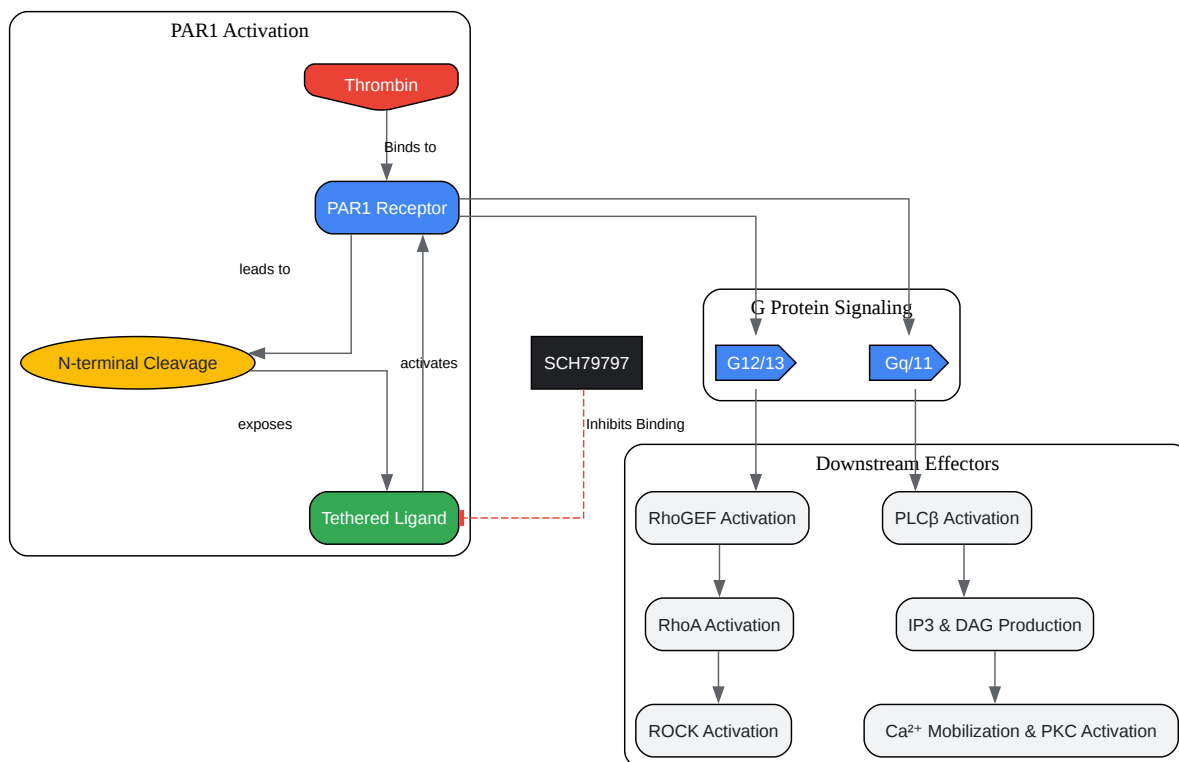 PAR1 Activation
Thrombin
Binds to
PAR1 Receptor
leads to
G Protein Signaling
N-terminal Cleavage
activates
SCH79797
G12/13
Gq/11
exposes
Inhibits Binding
Downstream Effectors
Tethered Ligand
RhoGEF Activation
PLCβ Activation
RhoA Activation
IP3 & DAG Production
ROCK Activation
Ca²⁺ Mobilization & PKC Activation